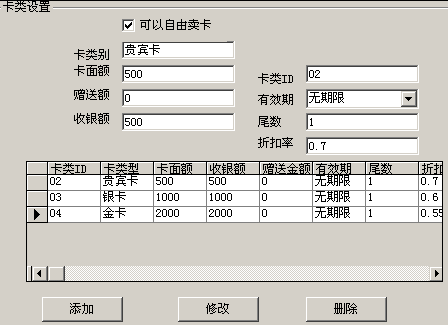 卡类设置
可以自由卖卡
卡类别 贵宾卡
卡面额 500
卡类ID 02
赠送额 0
有效期 无期限
收银额 500
尾数 1
折扣率 0.7
卡类ID 卡类型 卡面额 收银额 赠送金额 有效期 尾数 折扣
02 贵宾卡 500 500 0 无期限 1 0.7
03 银卡 1000 1000 0 无期限 1 0.6
04 金卡 2000 2000 0 无期限 1 0.55
添加 修改 删除